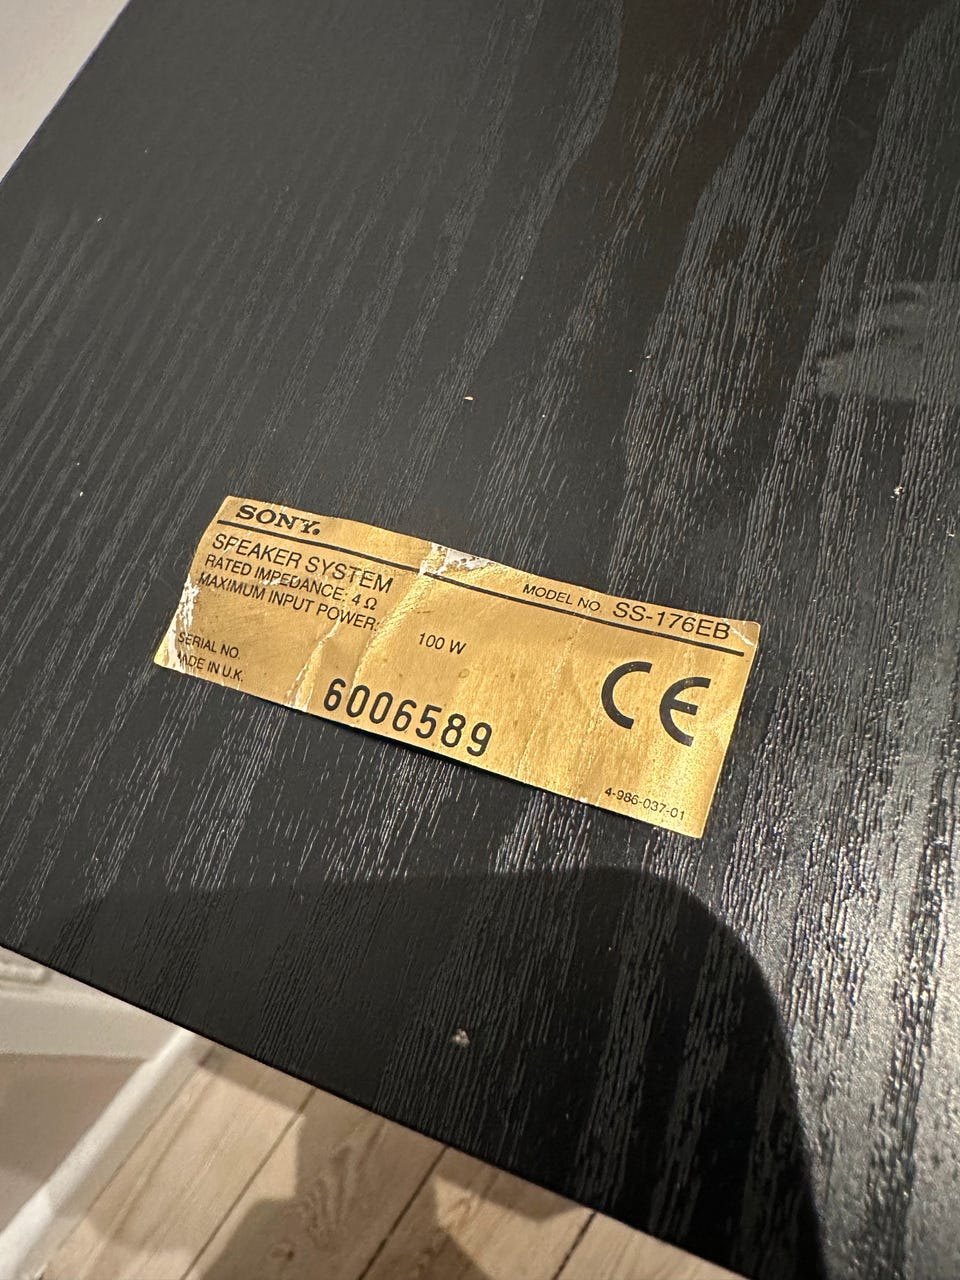 SONY.
SPEAKER SYSTEM
MODEL NO. SS-176EB
RATED IMPEDANCE: 4 Ω
MAXIMUM INPUT POWER: 100 W
SERIAL NO.
MADE IN U.K.
6006589
CE
4-986-037-01